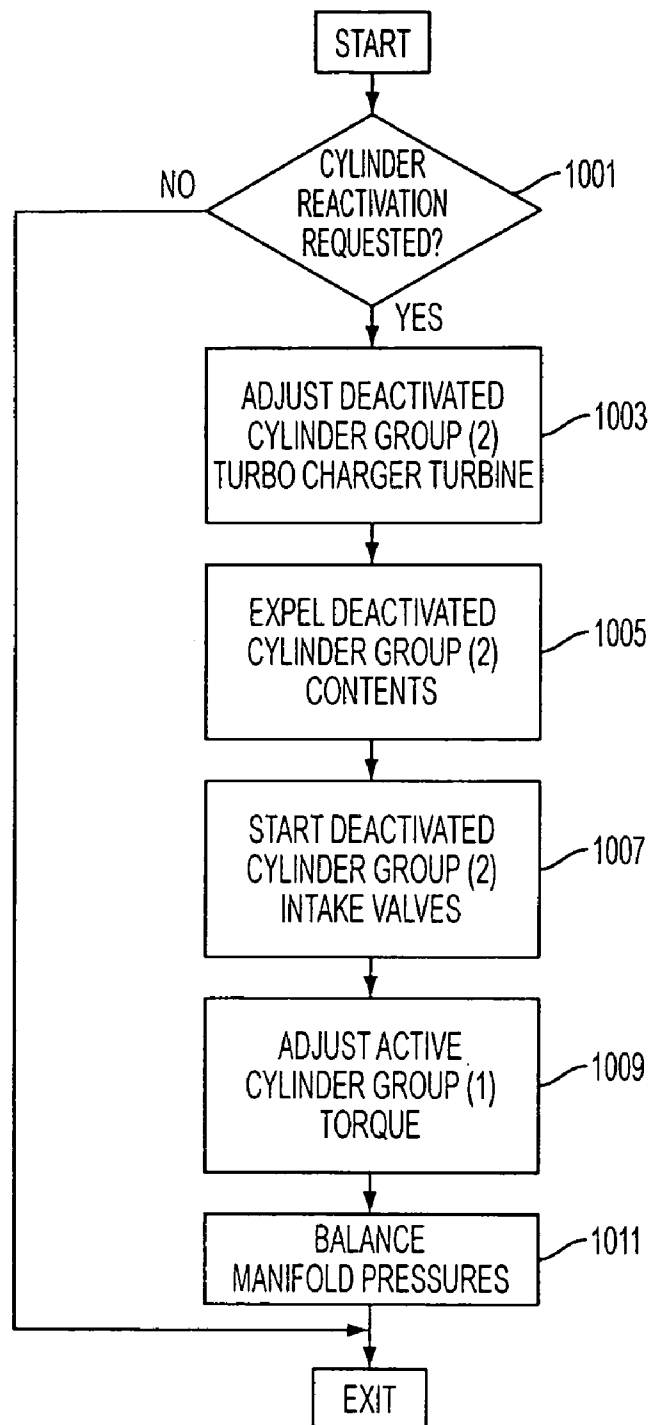 START
CYLINDER
REACTIVATION
REQUESTED?
1001
NO
YES
ADJUST DEACTIVATED
CYLINDER GROUP (2)
TURBO CHARGER TURBINE
1003
EXPEL DEACTIVATED
CYLINDER GROUP (2)
CONTENTS
1005
START DEACTIVATED
CYLINDER GROUP (2)
INTAKE VALVES
1007
ADJUST ACTIVE
CYLINDER GROUP (1)
TORQUE
1009
BALANCE
MANIFOLD PRESSURES
1011
EXIT